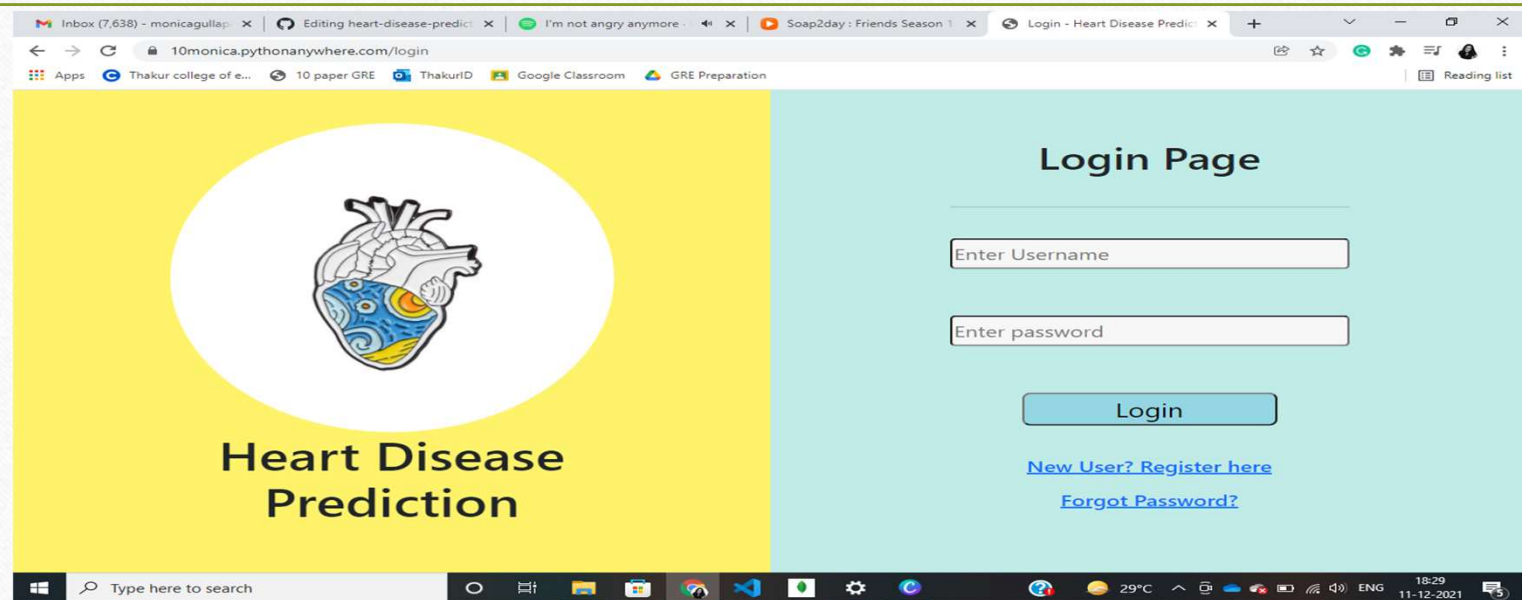 Inbox (7,638) - monicagullap
Editing heart-disease-predict
I'm not angry anymore -
Soap2day : Friends Season 1
Login - Heart Disease Predic
10monica.pythonanywhere.com/login
Apps
Thakur college of e...
10 paper GRE
ThakurID
Google Classroom
GRE Preparation
Reading list
Heart Disease
Prediction
Login Page
Enter Username
Enter password
Login
New User? Register here
Forgot Password?
Type here to search
29°C
ENG
18:29
11-12-2021
5